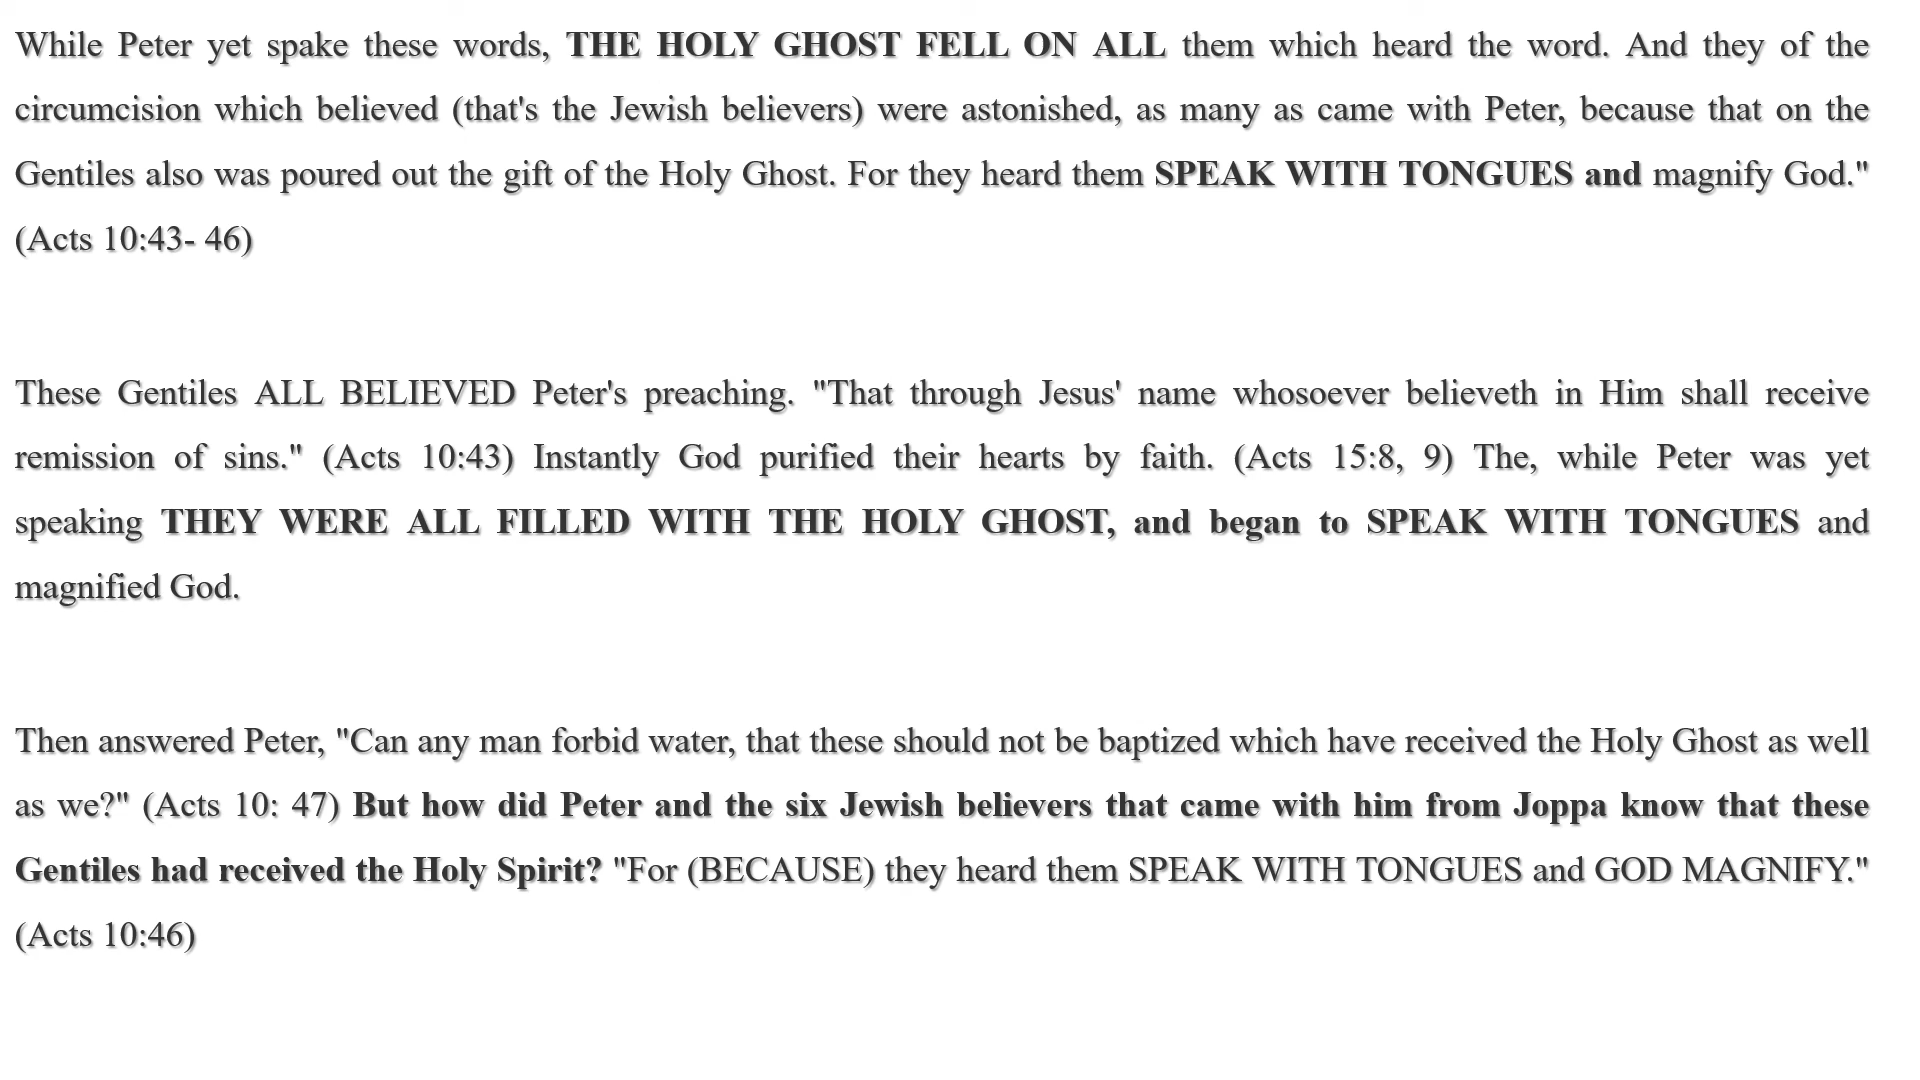 While Peter yet spake these words, THE HOLY GHOST FELL ON ALL them which heard the word. And they of the
circumcision which believed (that's the Jewish believers) were astonished, as many as came with Peter, because that on the
Gentiles also was poured out the gift of the Holy Ghost. For they heard them SPEAK WITH TONGUES and magnify God."
(Acts 10:43- 46)
These Gentiles ALL BELIEVED Peter's preaching. "That through Jesus' name whosoever believeth in Him shall receive
remission of sins." (Acts 10:43) Instantly God purified their hearts by faith. (Acts 15:8, 9) The, while Peter was yet
speaking THEY WERE ALL FILLED WITH THE HOLY GHOST, and began to SPEAK WITH TONGUES and
magnified God.
Then answered Peter, "Can any man forbid water, that these should not be baptized which have received the Holy Ghost as well
as we?" (Acts 10: 47) But how did Peter and the six Jewish believers that came with him from Joppa know that these
Gentiles had received the Holy Spirit? "For (BECAUSE) they heard them SPEAK WITH TONGUES and GOD MAGNIFY."
(Acts 10:46)